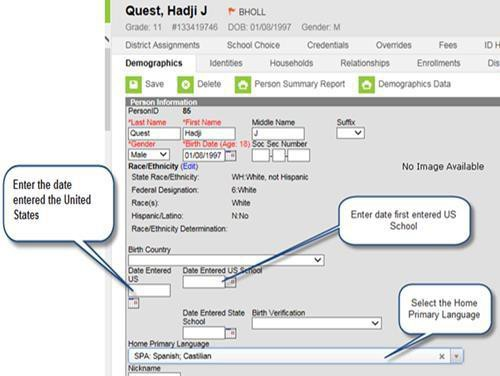 Quest, Hadji J BHOLL
Grade: 11 #133419746 DOB: 01/08/1997 Gender: M
District Assignments School Choice Credentials Overrides Fees ID H
Demographics Identities Households Relationships Enrollments Dis
Save Delete Person Summary Report Demographics Data
Person Information
PersonID 85
*Last Name *First Name Middle Name Suffix
Quest Hadji J
*Gender *Birth Date (Age: 18) Soc Sec Number
Male 01/08/1997 - -
Race/Ethnicity (Edit)
No Image Available
State Race/Ethnicity: WH:White, not Hispanic
Federal Designation: 6:White
Race(s): White
Hispanic/Latino: N:No
Race/Ethnicity Determination:
Enter the date
entered the United
States
Enter date first entered US
School
Birth Country
Date Entered
US
Date Entered US School
Date Entered State
School
Birth Verification
Select the Home
Primary Language
Home Primary Language
SPA: Spanish; Castilian
Nickname